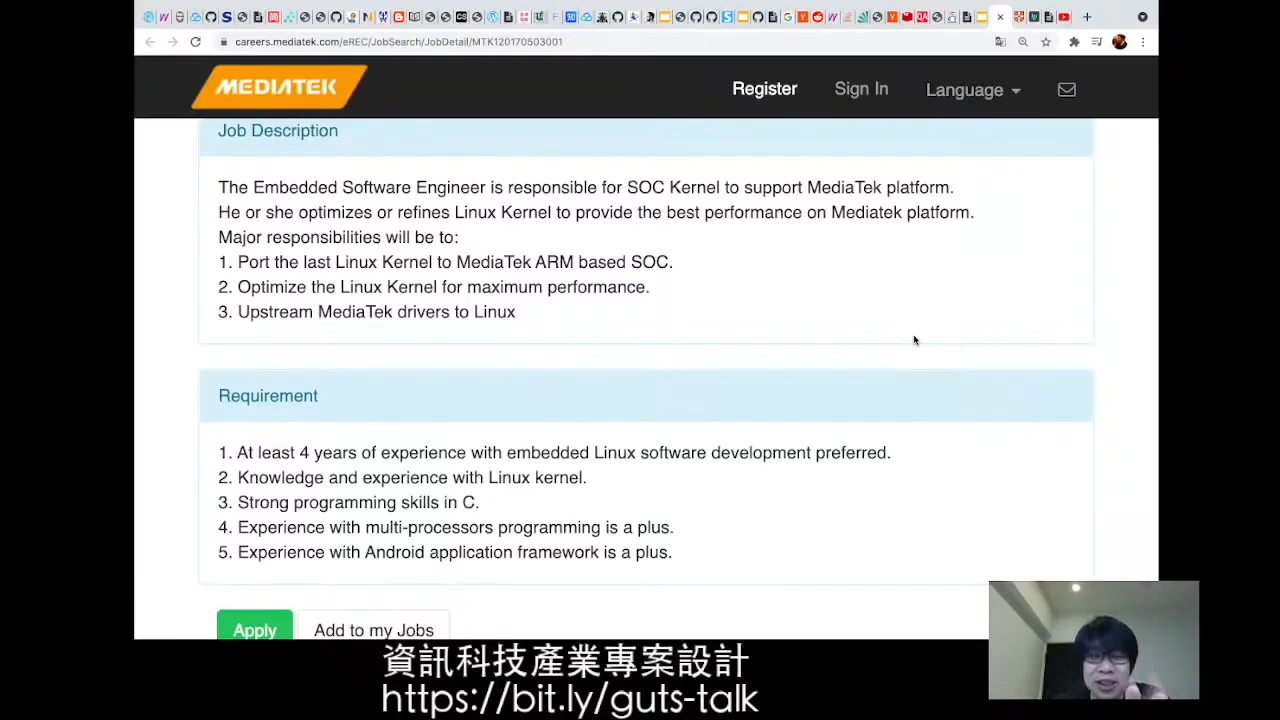 careers.mediatek.com/eREC/JobSearch/JobDetail/MTK120170503001
MEDIATEK
Register
Sign In
Language
Job Description
The Embedded Software Engineer is responsible for SOC Kernel to support MediaTek platform.
He or she optimizes or refines Linux Kernel to provide the best performance on Mediatek platform.
Major responsibilities will be to:
1. Port the last Linux Kernel to MediaTek ARM based SOC.
2. Optimize the Linux Kernel for maximum performance.
3. Upstream MediaTek drivers to Linux
Requirement
1. At least 4 years of experience with embedded Linux software development preferred.
2. Knowledge and experience with Linux kernel.
3. Strong programming skills in C.
4. Experience with multi-processors programming is a plus.
5. Experience with Android application framework is a plus.
Apply
Add to my Jobs
資訊科技產業專案設計
https://bit.ly/guts-talk